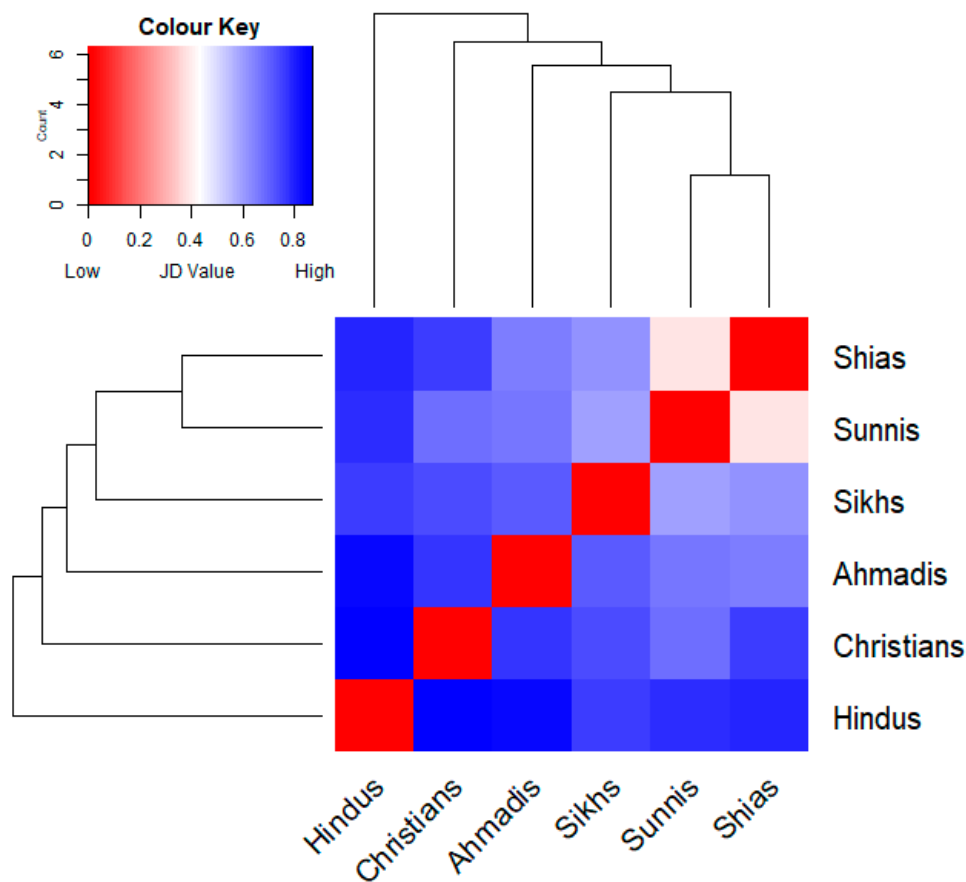 Colour Key
Count
6
4
2
0
0 0.2 0.4 0.6 0.8
Low JD Value High
Shias
Sunnis
Sikhs
Ahmadis
Christians
Hindus
Hindus Christians Ahmadis Sikhs Sunnis Shias